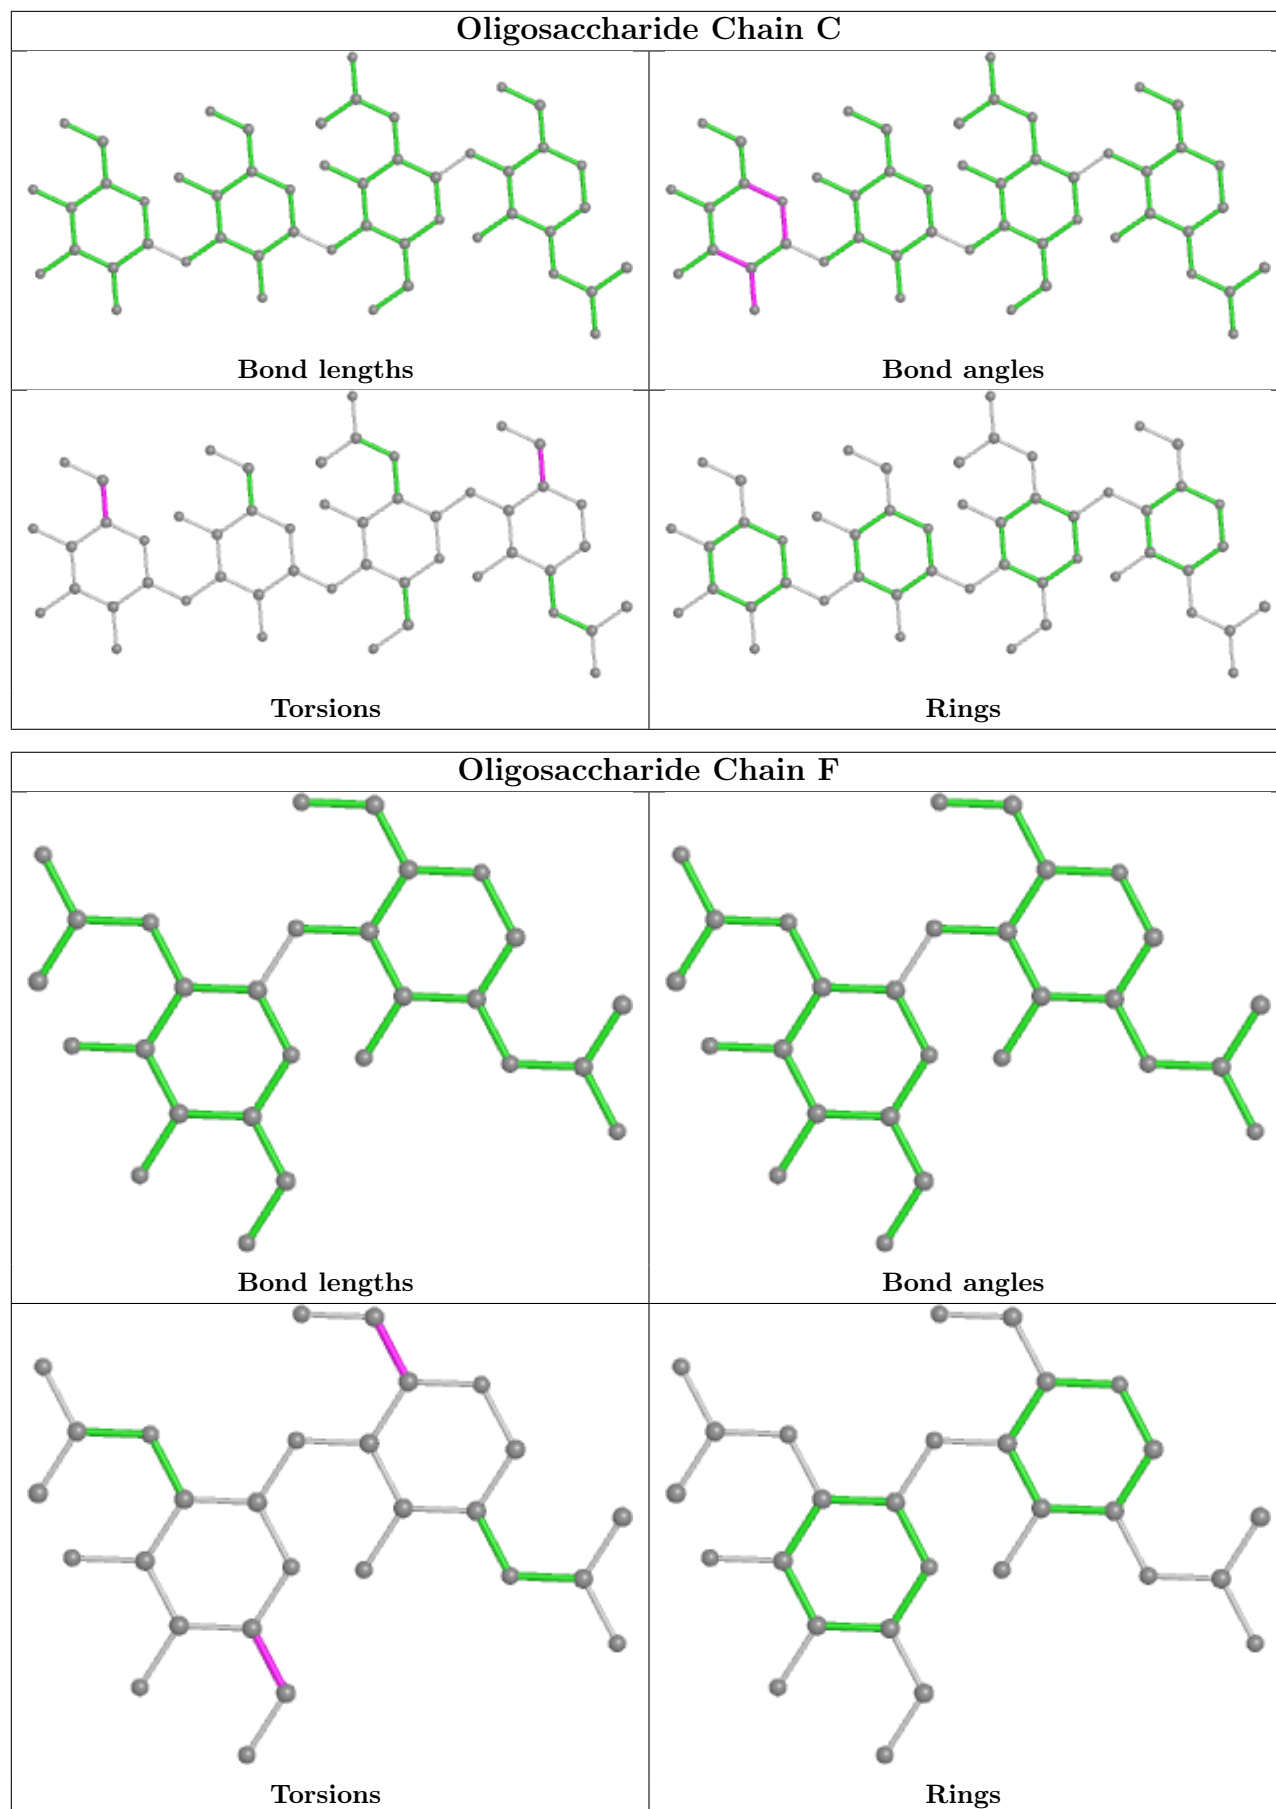 Oligosaccharide Chain C
Bond lengths
Bond angles
Torsions
Rings
Oligosaccharide Chain F
Bond lengths
Bond angles
Torsions
Rings